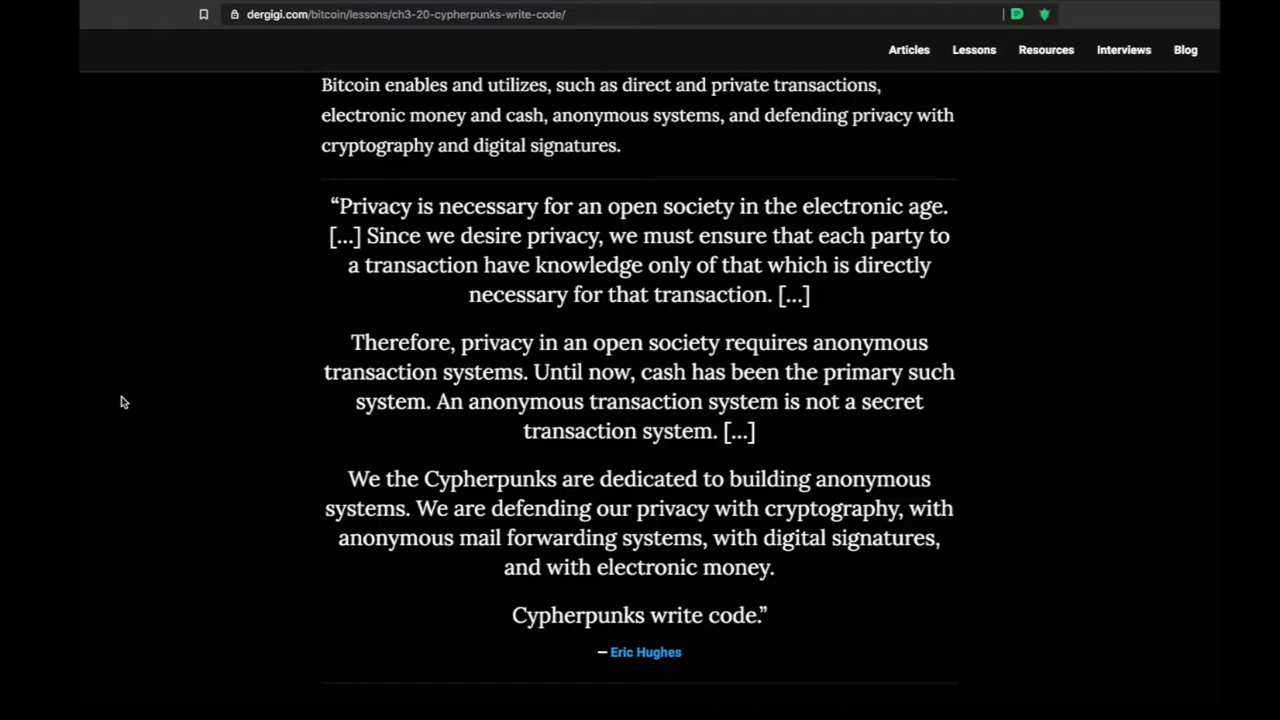 dergigi.com/bitcoin/lessons/ch3-20-cypherpunks-write-code/
Articles Lessons Resources Interviews Blog
Bitcoin enables and utilizes, such as direct and private transactions,
electronic money and cash, anonymous systems, and defending privacy with
cryptography and digital signatures.
“Privacy is necessary for an open society in the electronic age.
[…] Since we desire privacy, we must ensure that each party to
a transaction have knowledge only of that which is directly
necessary for that transaction. […]
Therefore, privacy in an open society requires anonymous
transaction systems. Until now, cash has been the primary such
system. An anonymous transaction system is not a secret
transaction system. […]
We the Cypherpunks are dedicated to building anonymous
systems. We are defending our privacy with cryptography, with
anonymous mail forwarding systems, with digital signatures,
and with electronic money.
Cypherpunks write code.”
— Eric Hughes